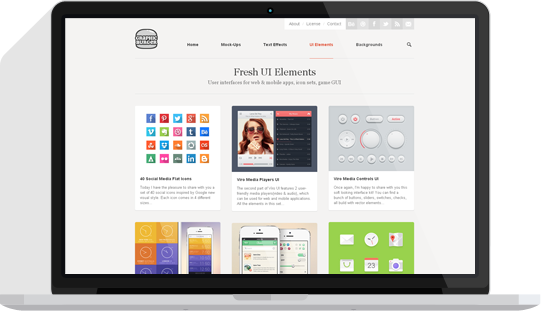 About License Contact
GRAPHIC
BURGER
Home Mock-Ups Text Effects UI Elements Backgrounds
Fresh UI Elements
User interfaces for web & mobile apps, icon sets, game GUI
40 Social Media Flat Icons
Today I have the pleasure to share with you a
set of 40 social icons inspired by Google new
visual style. Each icon comes in 4 different
sizes.
Viro Media Players UI
The second part of Viro UI features 2 user
friendly media players(video & audio), which
can be used for web and mobile applications.
All the elements in this set
Viro Media Controls UI
Once again, I'm happy to share with you this
soft looking interface kit! You can find a
bunch of buttons, sliders, switches, checks,
all build with vector elements
23